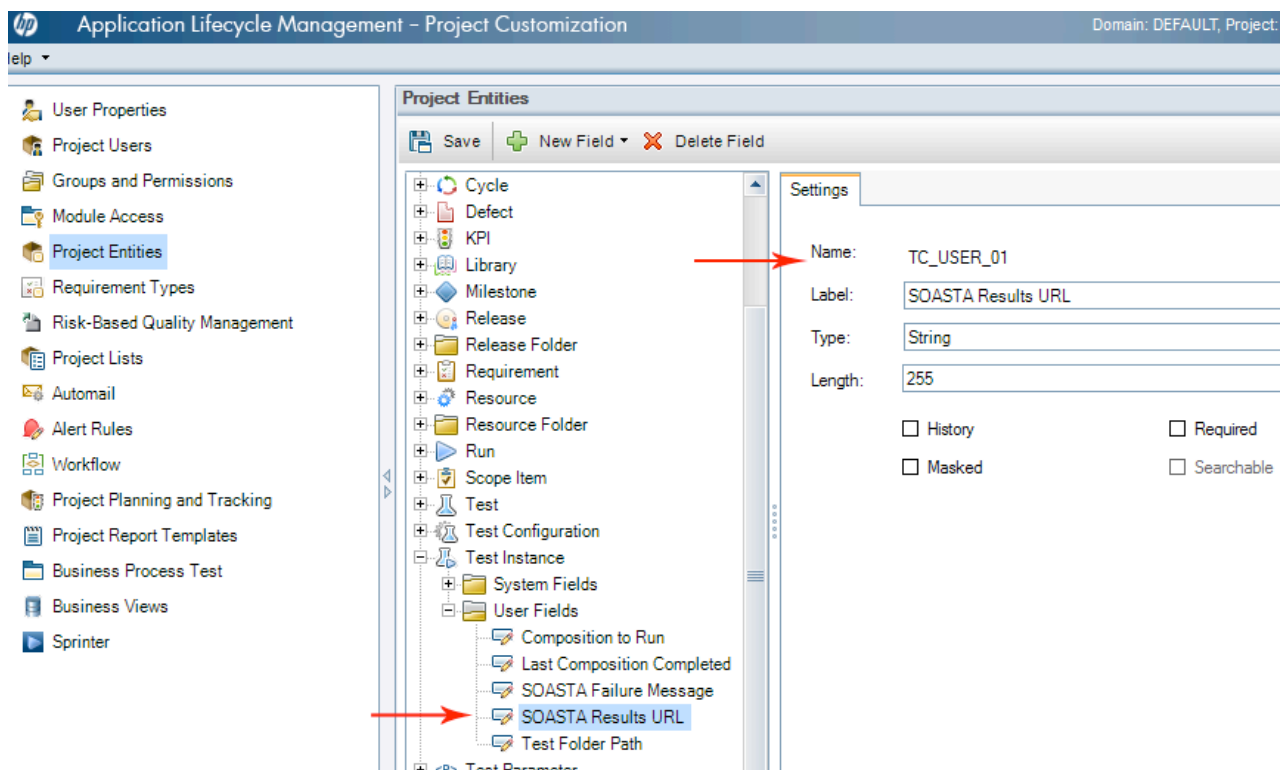 hp Application Lifecycle Management – Project Customization Domain: DEFAULT, Project:
lelp
User Properties
Project Users
Groups and Permissions
Module Access
Project Entities
Requirement Types
Risk-Based Quality Management
Project Lists
Automail
Alert Rules
Workflow
Project Planning and Tracking
Project Report Templates
Business Process Test
Business Views
Sprinter
Project Entities
Save New Field Delete Field
Cycle
Defect
KPI
Library
Milestone
Release
Release Folder
Requirement
Resource
Resource Folder
Run
Scope Item
Test
Test Configuration
Test Instance
System Fields
User Fields
Composition to Run
Last Composition Completed
SOASTA Failure Message
SOASTA Results URL
Test Folder Path
Test Parameter
Settings
Name: TC_USER_01
Label: SOASTA Results URL
Type: String
Length: 255
History Required
Masked Searchable